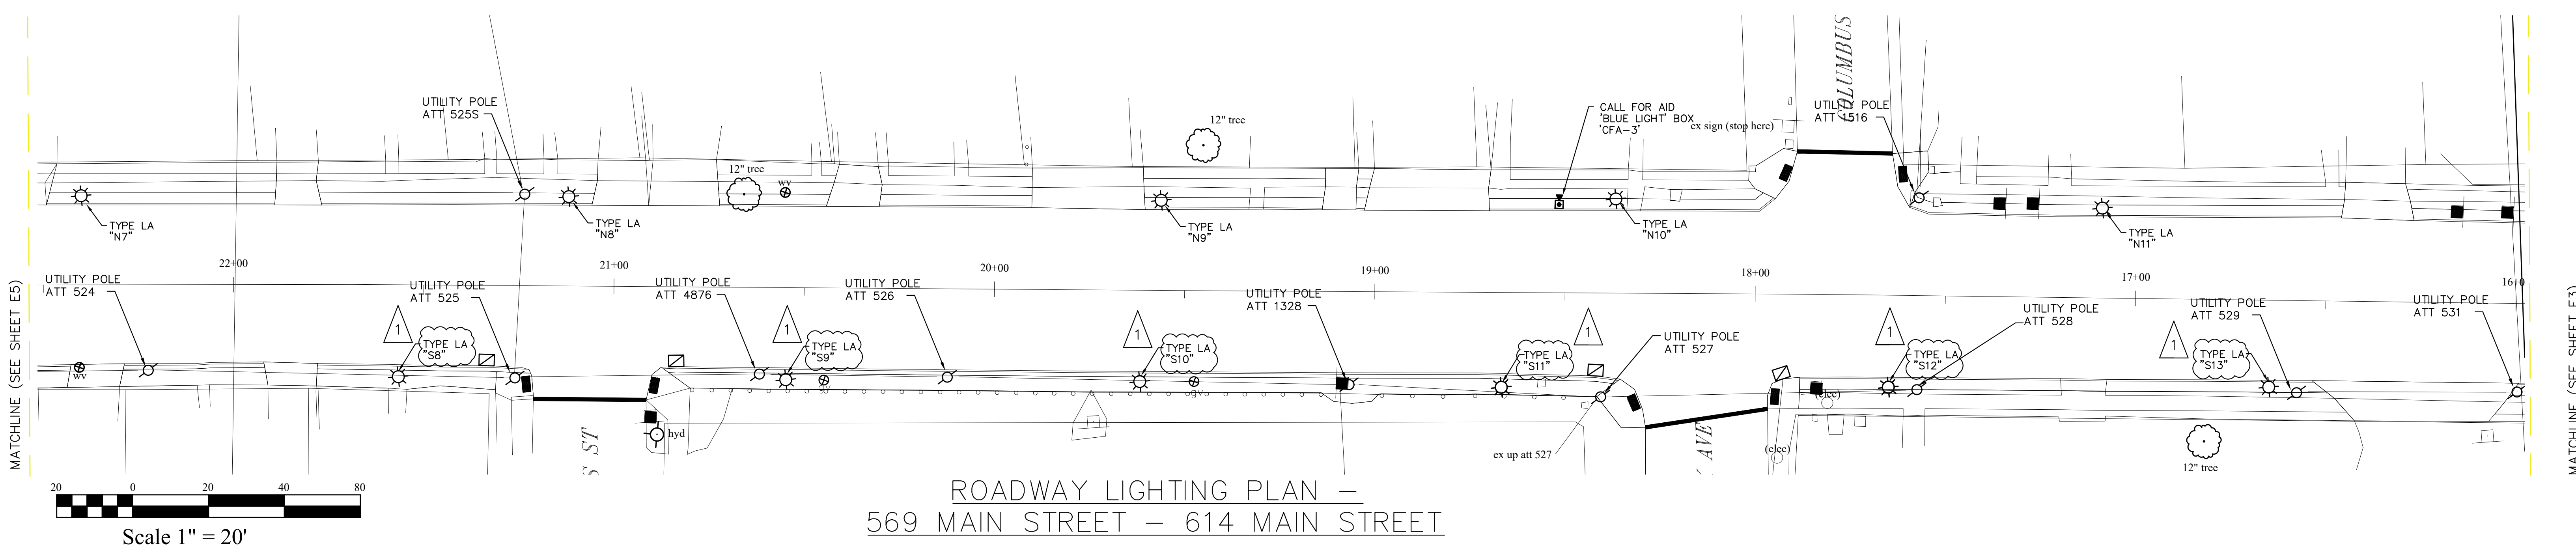 COLUMBUS
UTILITY POLE
ATT 525S
12" tree
CALL FOR AID
'BLUE LIGHT' BOX
'CFA-3'
UTILITY POLE
ATT 1516
ex sign (stop here)
12" tree
wv
TYPE LA
"N7"
TYPE LA
"N8"
TYPE LA
"N9"
TYPE LA
"N10"
TYPE LA
"N11"
22+00
21+00
20+00
19+00
18+00
17+00
16+0
MATCHLINE (SEE SHEET E5)
UTILITY POLE
ATT 524
UTILITY POLE
ATT 525
UTILITY POLE
ATT 4876
UTILITY POLE
ATT 526
UTILITY POLE
ATT 1328
UTILITY POLE
ATT 527
UTILITY POLE
ATT 528
UTILITY POLE
ATT 529
UTILITY POLE
ATT 531
MATCHLINE (SEE SHEET E3)
1
TYPE LA
"S8"
1
TYPE LA
"S9"
1
TYPE LA
"S10"
1
TYPE LA
"S11"
1
TYPE LA
"S12"
1
TYPE LA
"S13"
wv
gv
gv
(elec)
hyd
S ST
AVE
ex up att 527
(elec)
12" tree
20 0 20 40 80
Scale 1" = 20'
ROADWAY LIGHTING PLAN –
569 MAIN STREET – 614 MAIN STREET